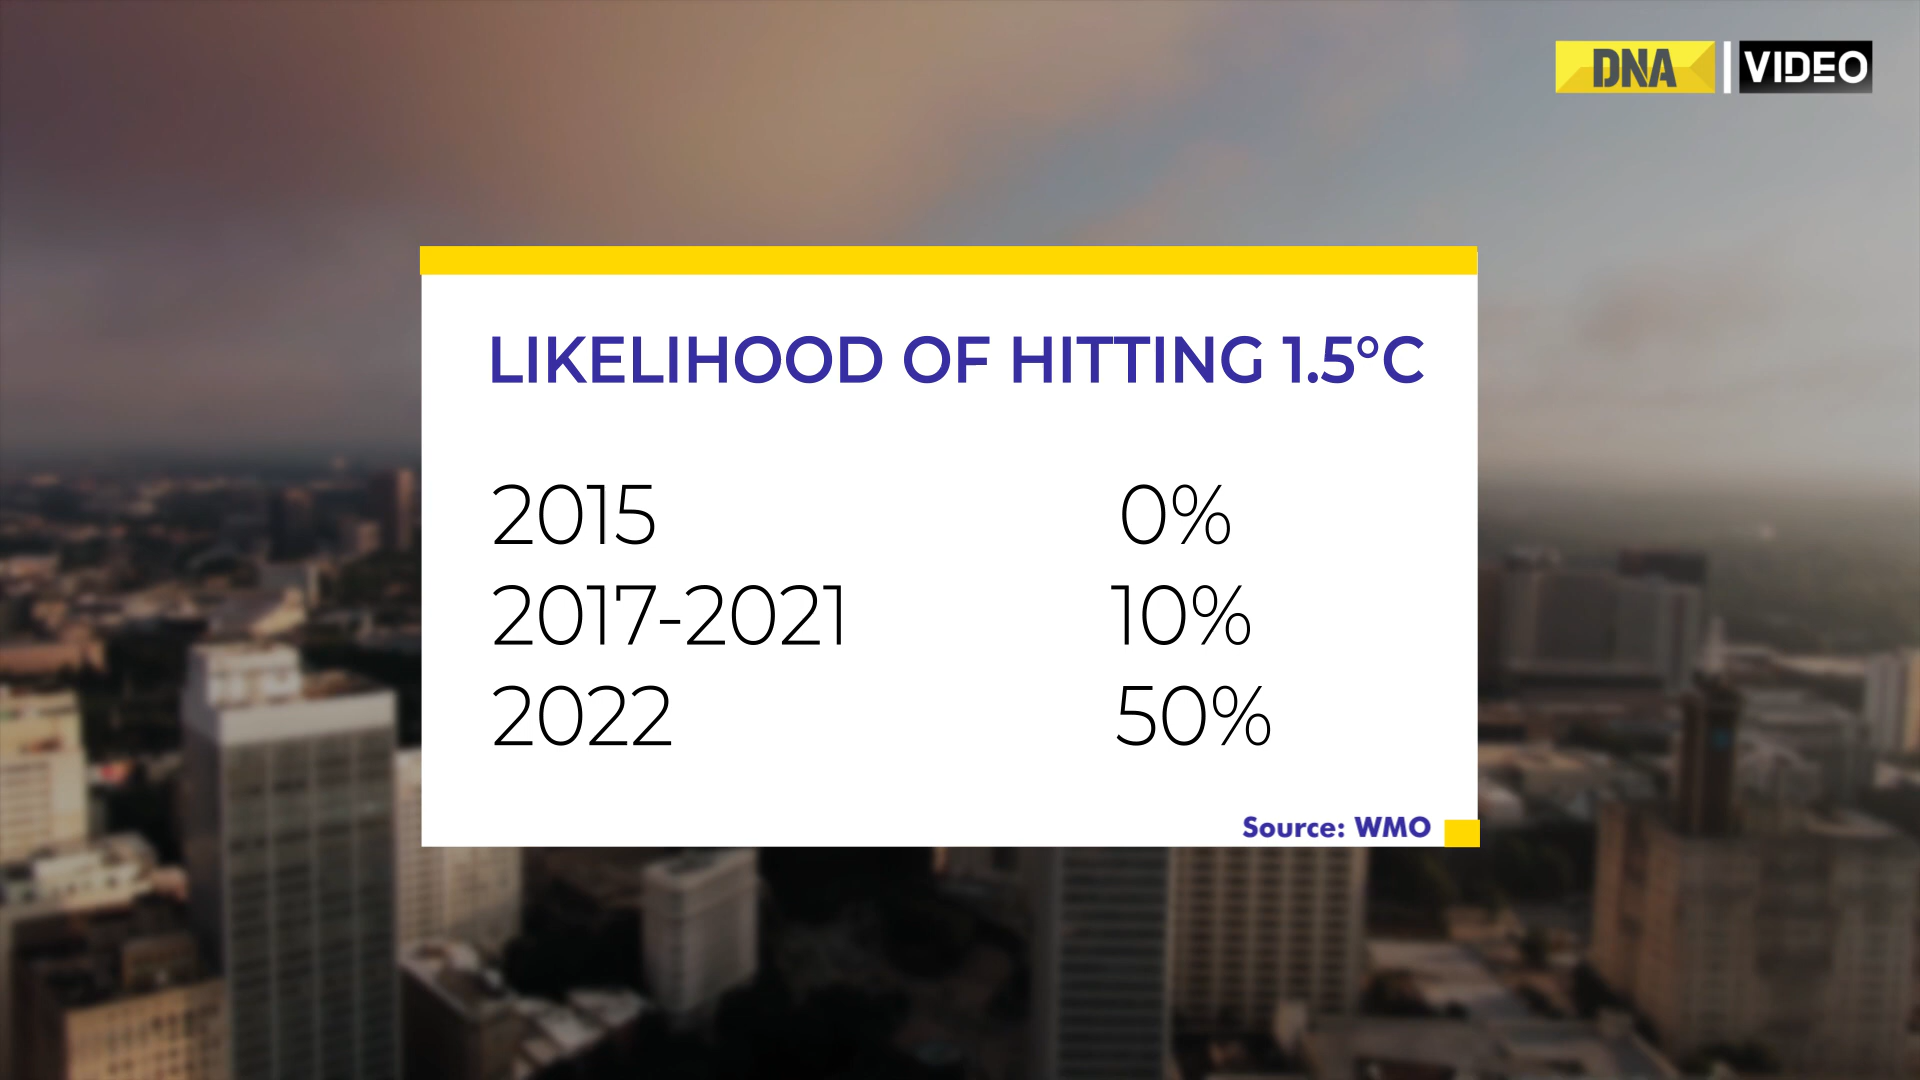 DNA | VIDEO
LIKELIHOOD OF HITTING 1.5°C
2015 0%
2017-2021 10%
2022 50%
Source: WMO